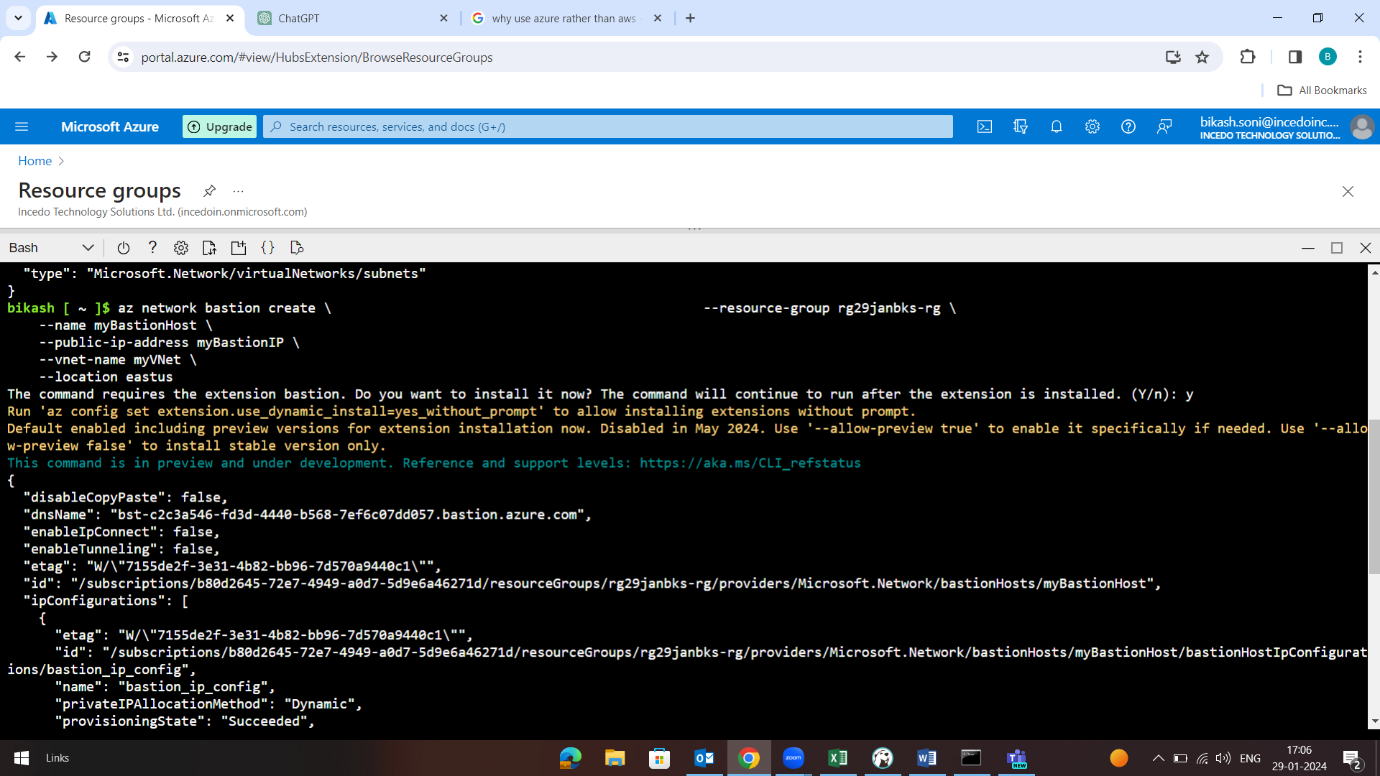 Resource groups - Microsoft Az
ChatGPT
why use azure rather than aws
portal.azure.com/#view/HubsExtension/BrowseResourceGroups
B
All Bookmarks
Microsoft Azure
Upgrade
Search resources, services, and docs (G+/)
bikash.soni@incedoinc....
INCEDO TECHNOLOGY SOLUTIO...
Home >
Resource groups
...
Incedo Technology Solutions Ltd. (incedoin.onmicrosoft.com)
Bash
"type": "Microsoft.Network/virtualNetworks/subnets"
}
bikash [ ~ ]$ az network bastion create \ --resource-group rg29janbks-rg \
--name myBastionHost \
--public-ip-address myBastionIP \
--vnet-name myVNet \
--location eastus
The command requires the extension bastion. Do you want to install it now? The command will continue to run after the extension is installed. (Y/n): y
Run 'az config set extension.use_dynamic_install=yes_without_prompt' to allow installing extensions without prompt.
Default enabled including preview versions for extension installation now. Disabled in May 2024. Use '--allow-preview true' to enable it specifically if needed. Use '--allo
w-preview false' to install stable version only.
This command is in preview and under development. Reference and support levels: https://aka.ms/CLI_refstatus
{
"disableCopyPaste": false,
"dnsName": "bst-c2c3a546-fd3d-4440-b568-7ef6c07dd057.bastion.azure.com",
"enableIpConnect": false,
"enableTunneling": false,
"etag": "W/\"7155de2f-3e31-4b82-bb96-7d570a9440c1\"",
"id": "/subscriptions/b80d2645-72e7-4949-a0d7-5d9e6a46271d/resourceGroups/rg29janbks-rg/providers/Microsoft.Network/bastionHosts/myBastionHost",
"ipConfigurations": [
{
"etag": "W/\"7155de2f-3e31-4b82-bb96-7d570a9440c1\"",
"id": "/subscriptions/b80d2645-72e7-4949-a0d7-5d9e6a46271d/resourceGroups/rg29janbks-rg/providers/Microsoft.Network/bastionHosts/myBastionHost/bastionHostIpConfigurat
ions/bastion_ip_config",
"name": "bastion_ip_config",
"privateIPAllocationMethod": "Dynamic",
"provisioningState": "Succeeded",
Links
zoom
NEW
ENG
17:06
29-01-2024
2